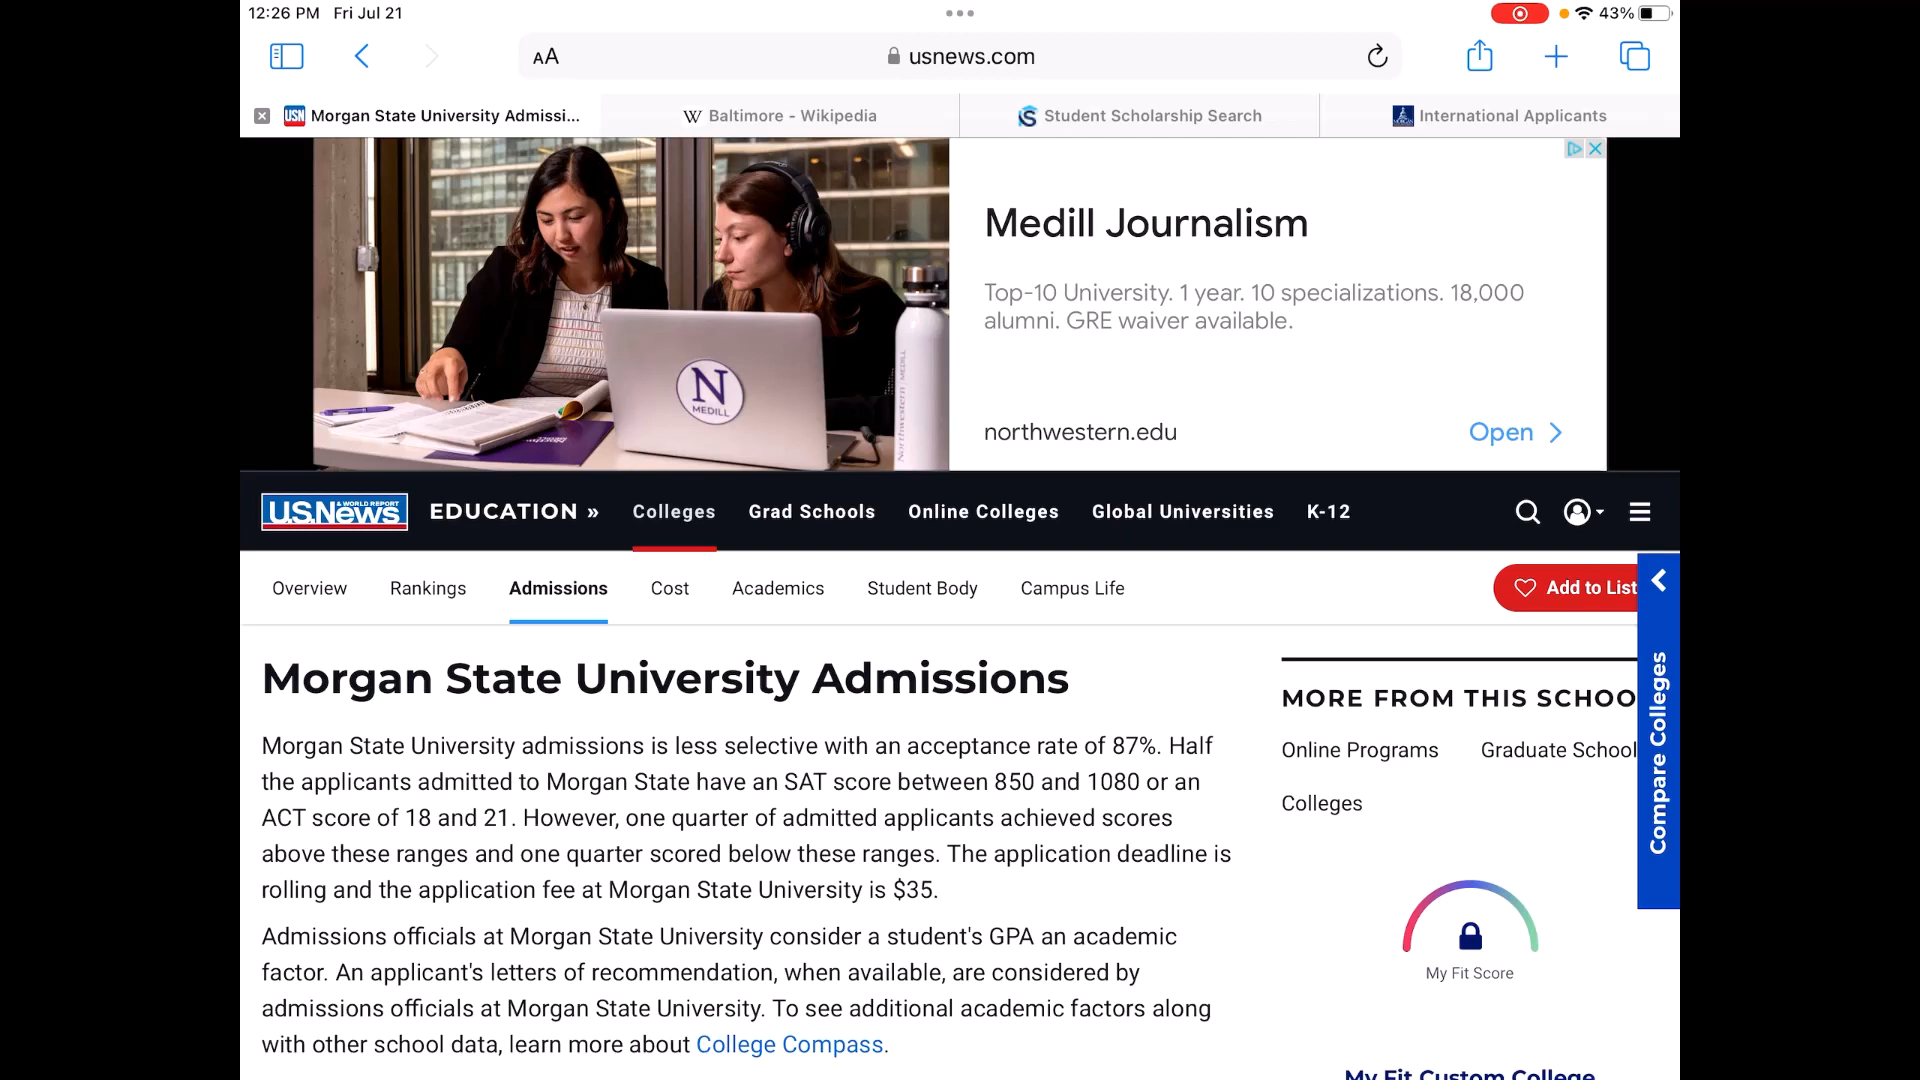 12:26 PM Fri Jul 21
43%
AA
usnews.com
USN Morgan State University Admissi...
W Baltimore - Wikipedia
S Student Scholarship Search
MORGAN International Applicants
N
MEDILL
Northwestern | MEDILL
Medill Journalism
Top-10 University. 1 year. 10 specializations. 18,000
alumni. GRE waiver available.
northwestern.edu
Open
U.S.News
& WORLD REPORT
EDUCATION »
Colleges
Grad Schools
Online Colleges
Global Universities
K-12
Overview
Rankings
Admissions
Cost
Academics
Student Body
Campus Life
Add to List
Compare Colleges
Morgan State University Admissions
Morgan State University admissions is less selective with an acceptance rate of 87%. Half
the applicants admitted to Morgan State have an SAT score between 850 and 1080 or an
ACT score of 18 and 21. However, one quarter of admitted applicants achieved scores
above these ranges and one quarter scored below these ranges. The application deadline is
rolling and the application fee at Morgan State University is $35.
Admissions officials at Morgan State University consider a student's GPA an academic
factor. An applicant's letters of recommendation, when available, are considered by
admissions officials at Morgan State University. To see additional academic factors along
with other school data, learn more about College Compass.
MORE FROM THIS SCHOO
Online Programs
Graduate School
Colleges
My Fit Score
My Fit Custom College